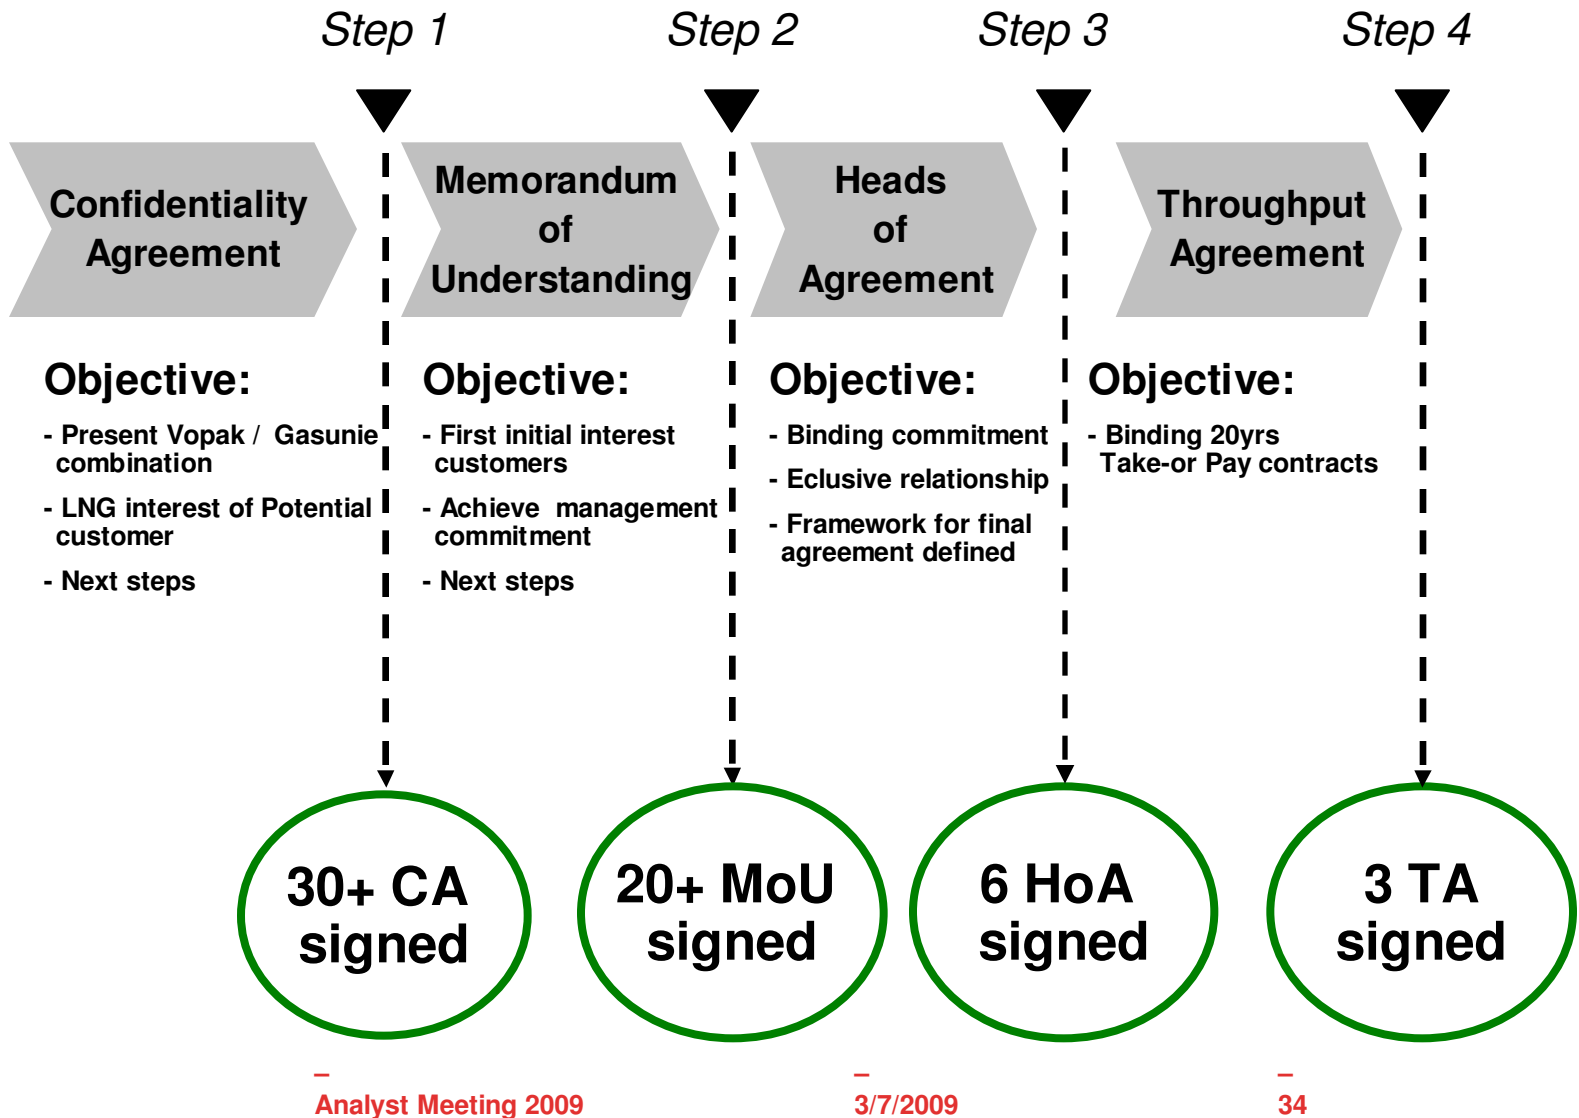 Step 1
Step 2
Step 3
Step 4
Confidentiality
Agreement
Memorandum
of
Understanding
Heads
of
Agreement
Throughput
Agreement
Objective:
- Present Vopak / Gasunie
combination
- LNG interest of Potential
customer
- Next steps
Objective:
- First initial interest
customers
- Achieve management
commitment
- Next steps
Objective:
- Binding commitment
- Eclusive relationship
- Framework for final
agreement defined
Objective:
- Binding 20yrs
Take-or Pay contracts
30+ CA
signed
20+ MoU
signed
6 HoA
signed
3 TA
signed
–
Analyst Meeting 2009
–
3/7/2009
–
34